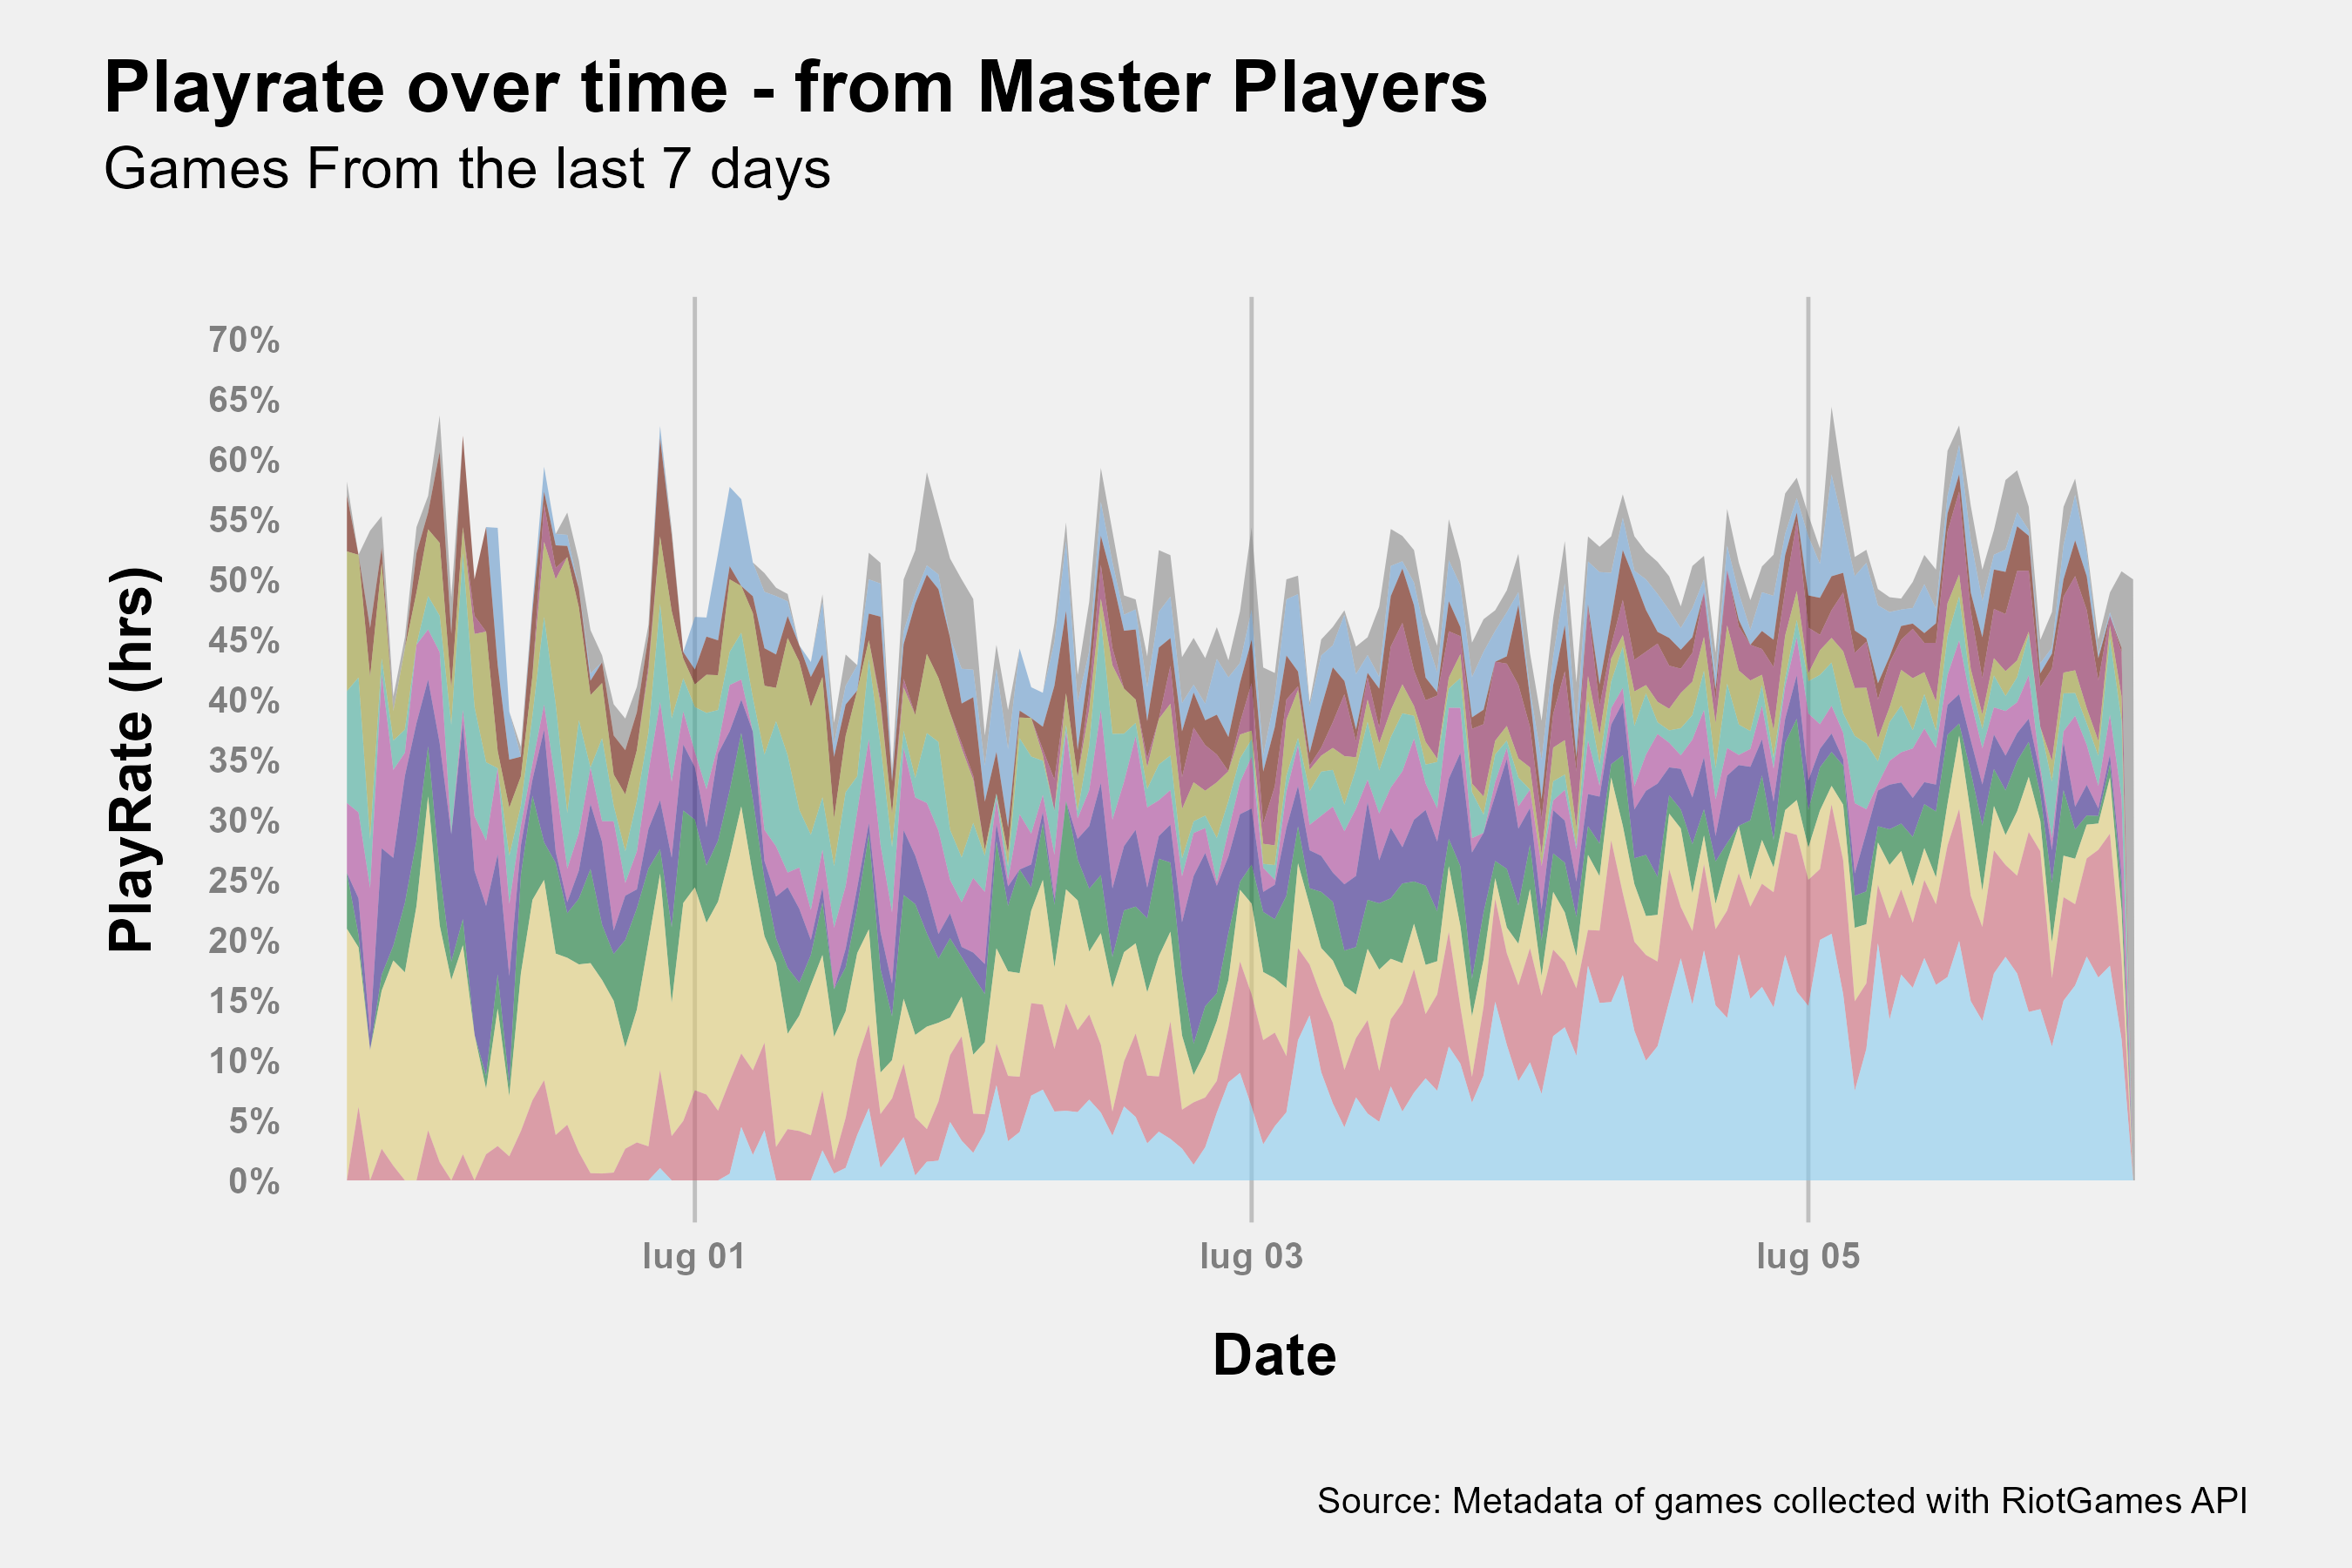 Playrate over time - from Master Players
Games From the last 7 days
PlayRate (hrs)
70%
65%
60%
55%
50%
45%
40%
35%
30%
25%
20%
15%
10%
5%
0%
lug 01
lug 03
lug 05
Date
Source: Metadata of games collected with RiotGames API